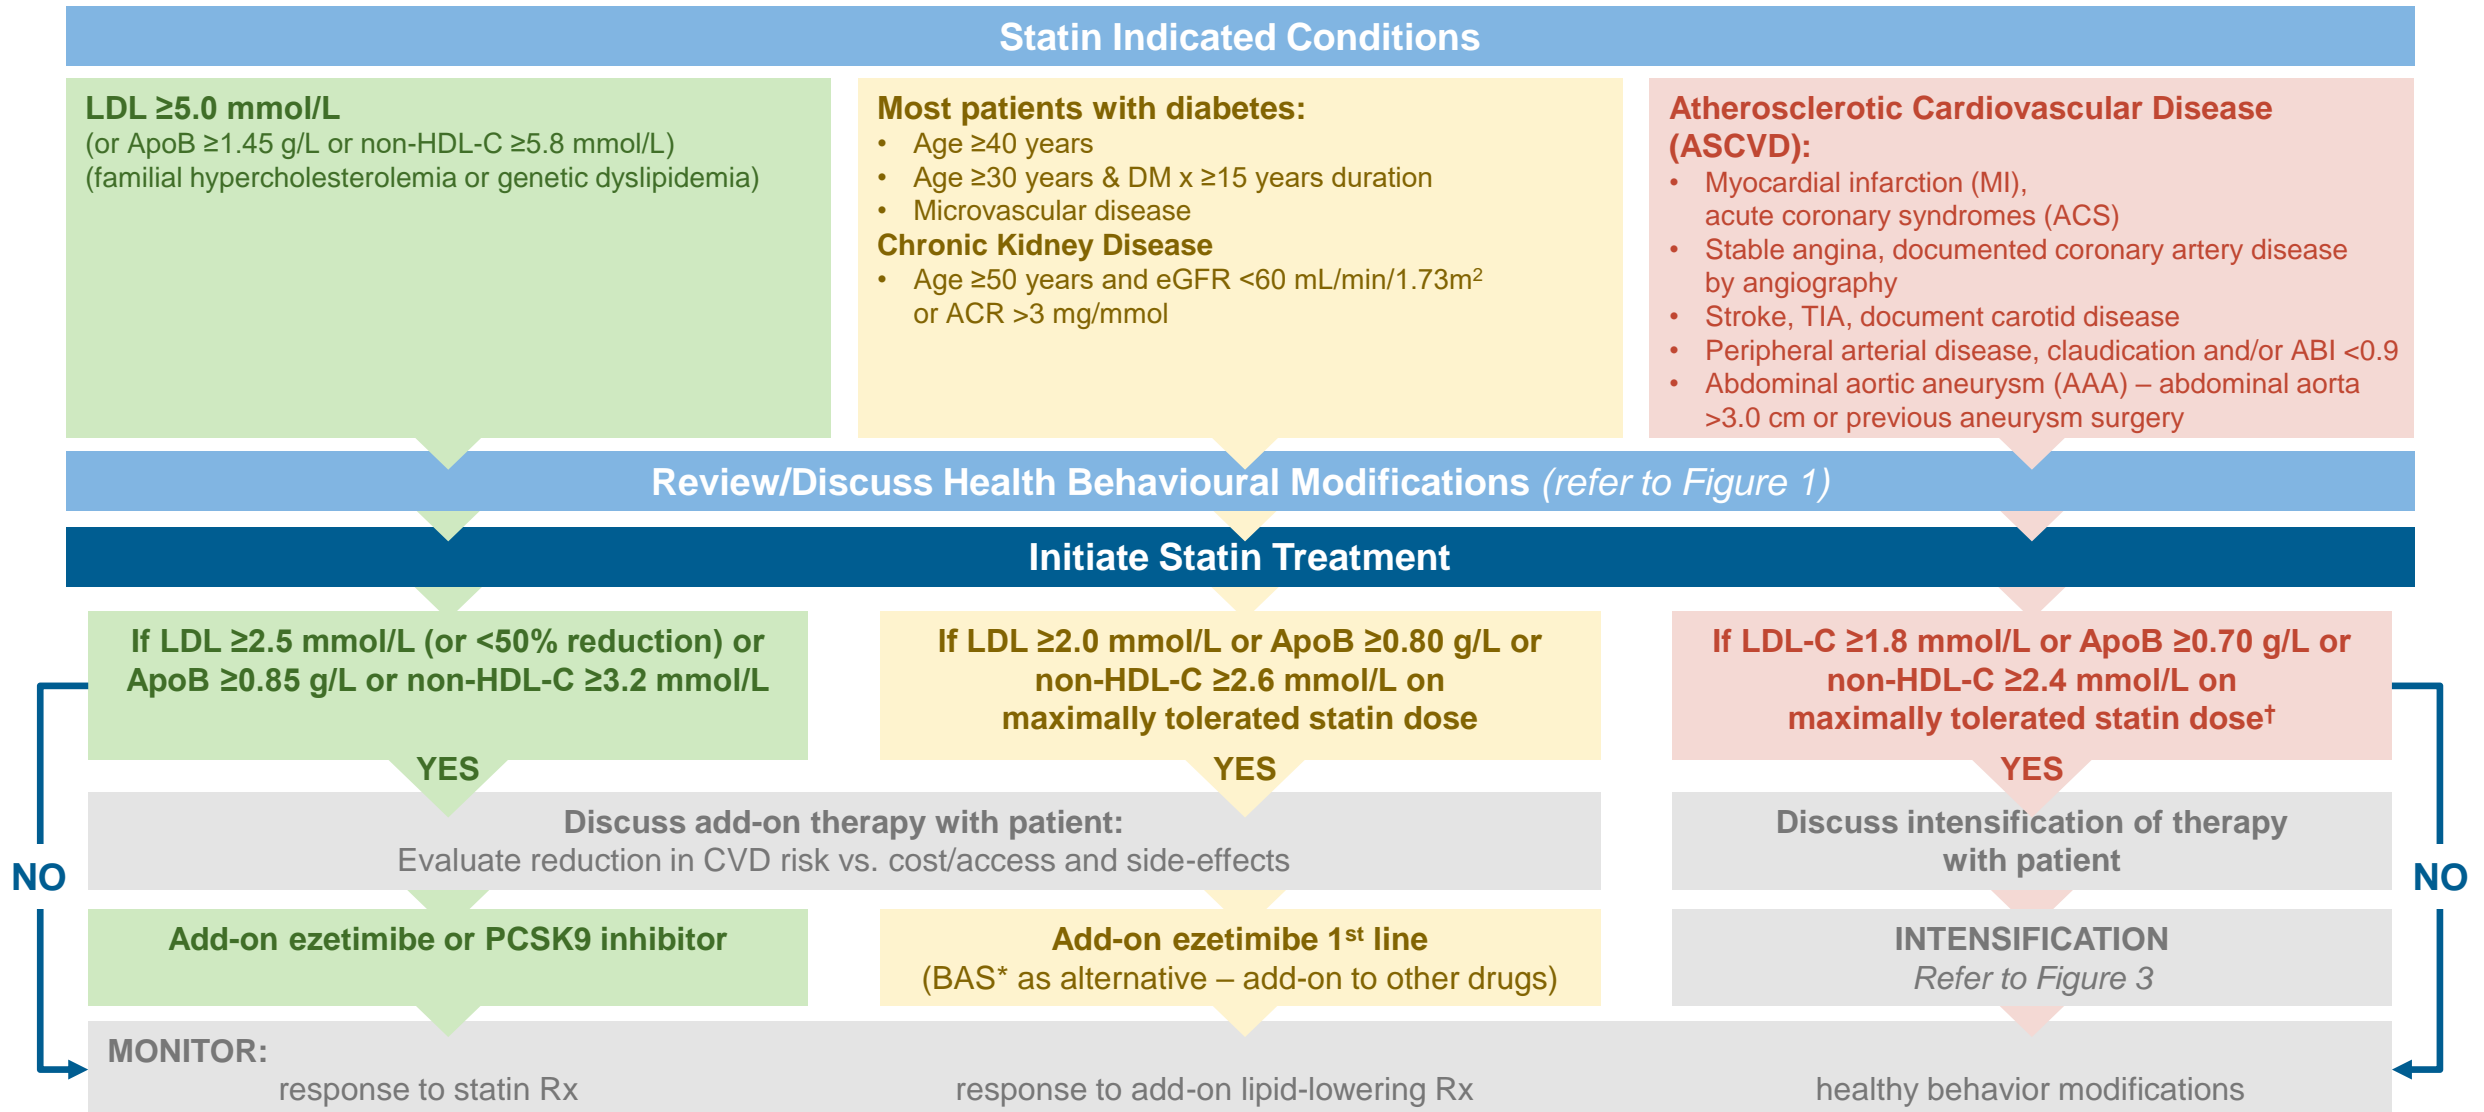 Statin Indicated Conditions
LDL ≥5.0 mmol/L
(or ApoB ≥1.45 g/L or non-HDL-C ≥5.8 mmol/L)
(familial hypercholesterolemia or genetic dyslipidemia)
Most patients with diabetes:
• Age ≥40 years
• Age ≥30 years & DM x ≥15 years duration
• Microvascular disease
Chronic Kidney Disease
• Age ≥50 years and eGFR <60 mL/min/1.73m²
or ACR >3 mg/mmol
Atherosclerotic Cardiovascular Disease
(ASCVD):
• Myocardial infarction (MI),
acute coronary syndromes (ACS)
• Stable angina, documented coronary artery disease
by angiography
• Stroke, TIA, document carotid disease
• Peripheral arterial disease, claudication and/or ABI <0.9
• Abdominal aortic aneurysm (AAA) – abdominal aorta
>3.0 cm or previous aneurysm surgery
Review/Discuss Health Behavioural Modifications (refer to Figure 1)
Initiate Statin Treatment
If LDL ≥2.5 mmol/L (or <50% reduction) or
ApoB ≥0.85 g/L or non-HDL-C ≥3.2 mmol/L
YES
If LDL ≥2.0 mmol/L or ApoB ≥0.80 g/L or
non-HDL-C ≥2.6 mmol/L on
maximally tolerated statin dose
YES
If LDL-C ≥1.8 mmol/L or ApoB ≥0.70 g/L or
non-HDL-C ≥2.4 mmol/L on
maximally tolerated statin dose†
YES
NO
Discuss add-on therapy with patient:
Evaluate reduction in CVD risk vs. cost/access and side-effects
Discuss intensification of therapy
with patient
NO
Add-on ezetimibe or PCSK9 inhibitor
Add-on ezetimibe 1st line
(BAS* as alternative – add-on to other drugs)
INTENSIFICATION
Refer to Figure 3
MONITOR:
response to statin Rx
response to add-on lipid-lowering Rx
healthy behavior modifications